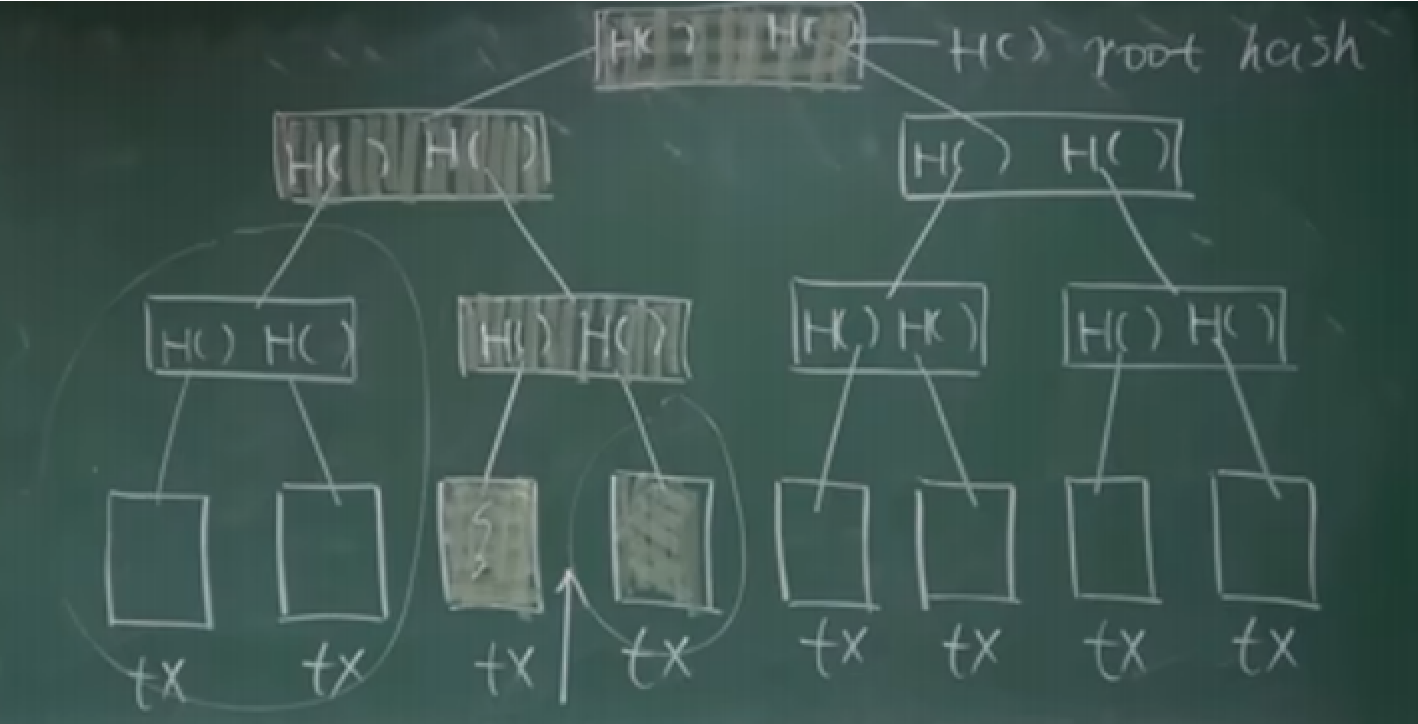 H( ) H( ) H( ) root hash
H( ) H( ) H( ) H( )
H( ) H( ) H( ) H( ) H( ) H( ) H( ) H( )
tx tx tx tx tx tx tx tx